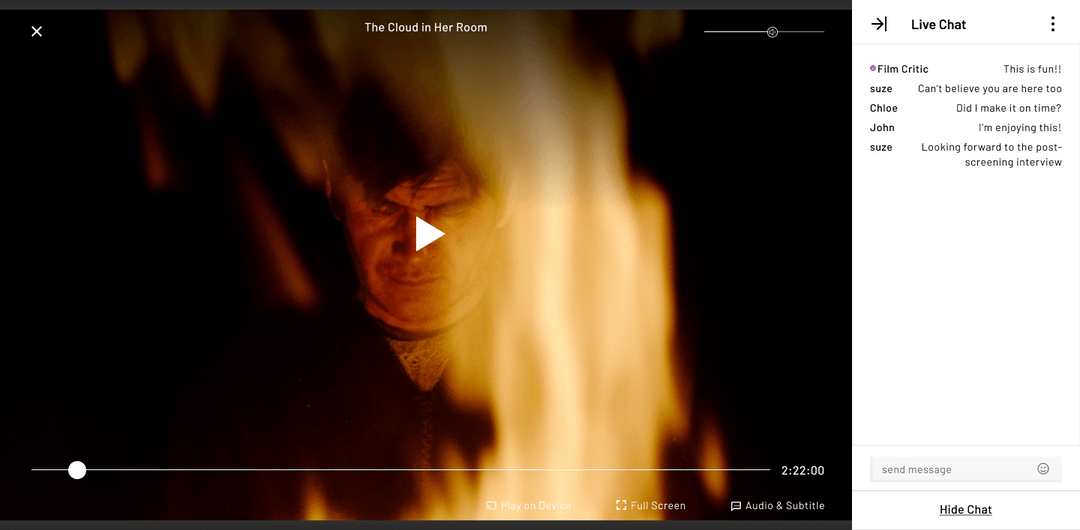 The Cloud in Her Room
2:22:00
Play on Device
Full Screen
Audio & Subtitle
Live Chat
Film Critic This is fun!!
suze Can't believe you are here too
Chloe Did I make it on time?
John I'm enjoying this!
suze Looking forward to the post-
screening interview
send message
Hide Chat